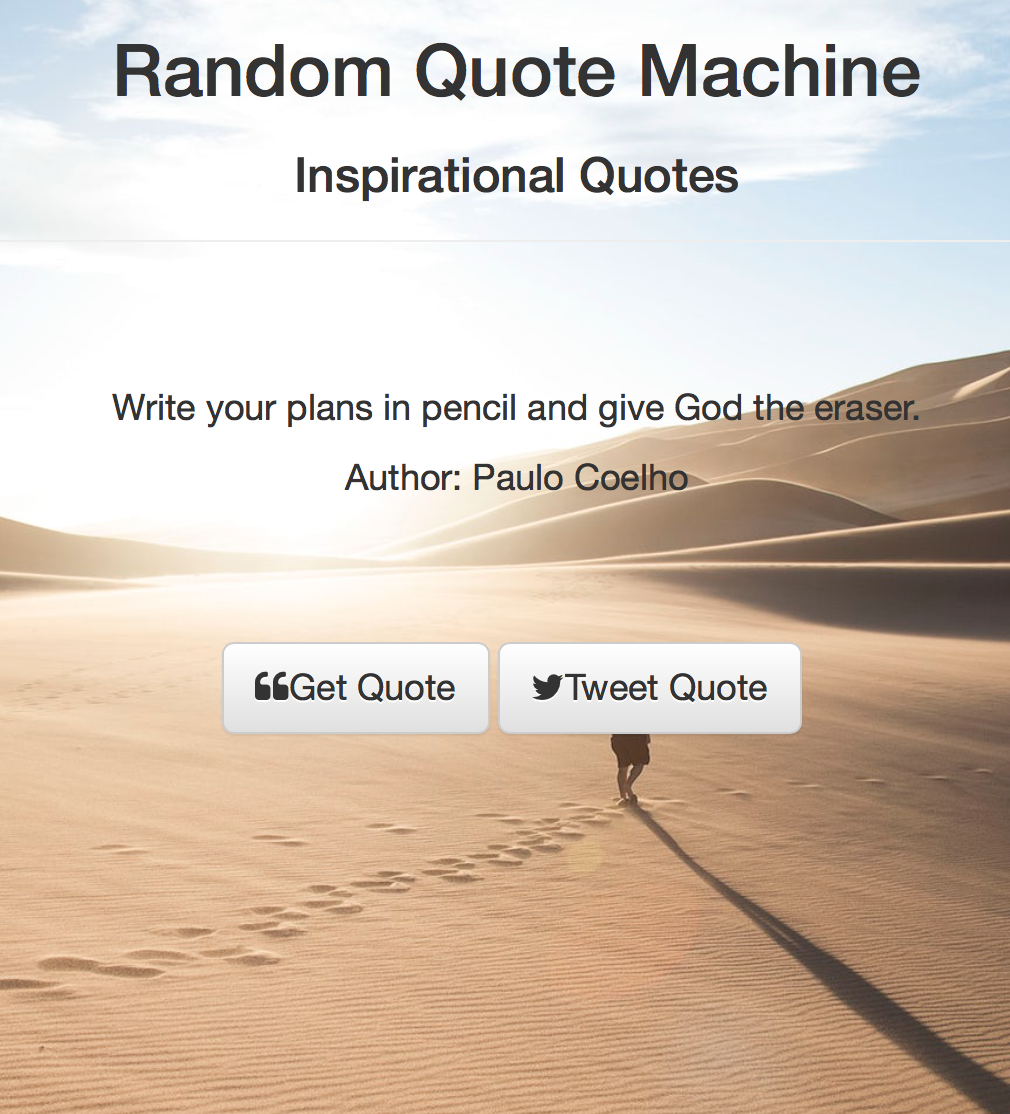 Random Quote Machine
Inspirational Quotes
Write your plans in pencil and give God the eraser.
Author: Paulo Coelho
Get Quote
Tweet Quote